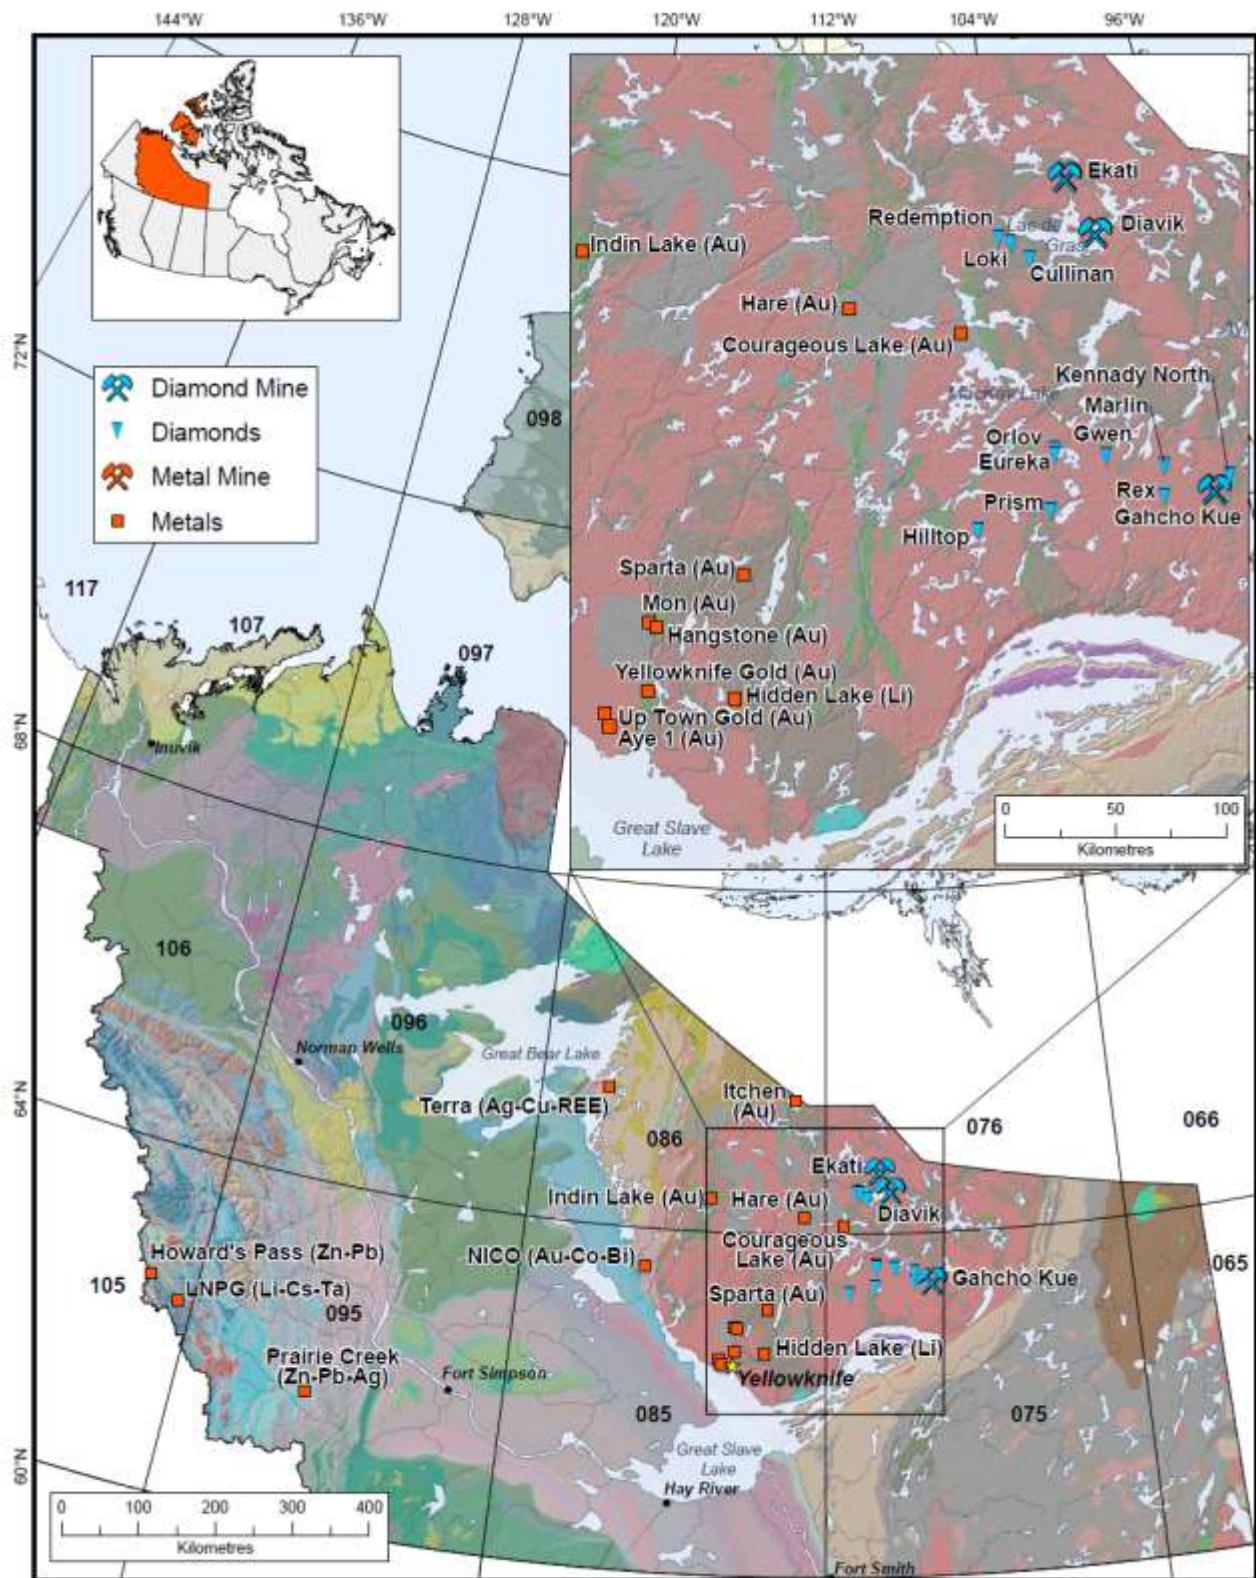 144°W
136°W
128°W
120°W
112°W
104°W
96°W
72°N
68°N
64°N
60°N
Diamond Mine
Diamonds
Metal Mine
Metals
Ekati
Redemption
Lac de
Gras
Diavik
Loki
Cullinan
Indin Lake (Au)
Hare (Au)
Courageous Lake (Au)
Kennady North
MacKay Lake
Marlin
Orlov
Gwen
Eureka
Prism
Rex
Gahcho Kue
Hilltop
Sparta (Au)
Mon (Au)
Hangstone (Au)
Yellowknife Gold (Au)
Hidden Lake (Li)
Up Town Gold (Au)
Aye 1 (Au)
Great Slave
Lake
0 50 100
Kilometres
098
117
107
097
Inuvik
106
096
Norman Wells
Great Bear Lake
Terra (Ag-Cu-REE)
Itchen
(Au)
086
076
066
Ekati
Indin Lake (Au)
Hare (Au)
Diavik
Courageous
Lake (Au)
Howard's Pass (Zn-Pb)
NICO (Au-Co-Bi)
065
105
LNPG (Li-Cs-Ta)
Gahcho Kue
095
Sparta (Au)
Prairie Creek
(Zn-Pb-Ag)
Hidden Lake (Li)
Fort Simpson
Yellowknife
085
075
Great Slave
Lake
Hay River
0 100 200 300 400
Kilometres
Fort Smith